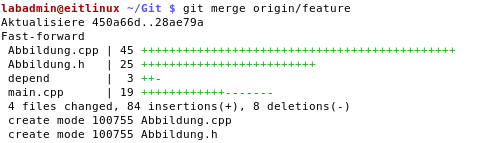 labadmin@eitlinux ~/Git $ git merge origin/feature
Aktualisiere 450a66d..28ae79a
Fast-forward
 Abbildung.cpp | 45 +++++++++++++++++++++++++++++++++++++++++++++
 Abbildung.h   | 25 +++++++++++++++++++++++++
 depend        |  3 ++-
 main.cpp      | 19 ++++++++++++-------
 4 files changed, 84 insertions(+), 8 deletions(-)
 create mode 100755 Abbildung.cpp
 create mode 100755 Abbildung.h